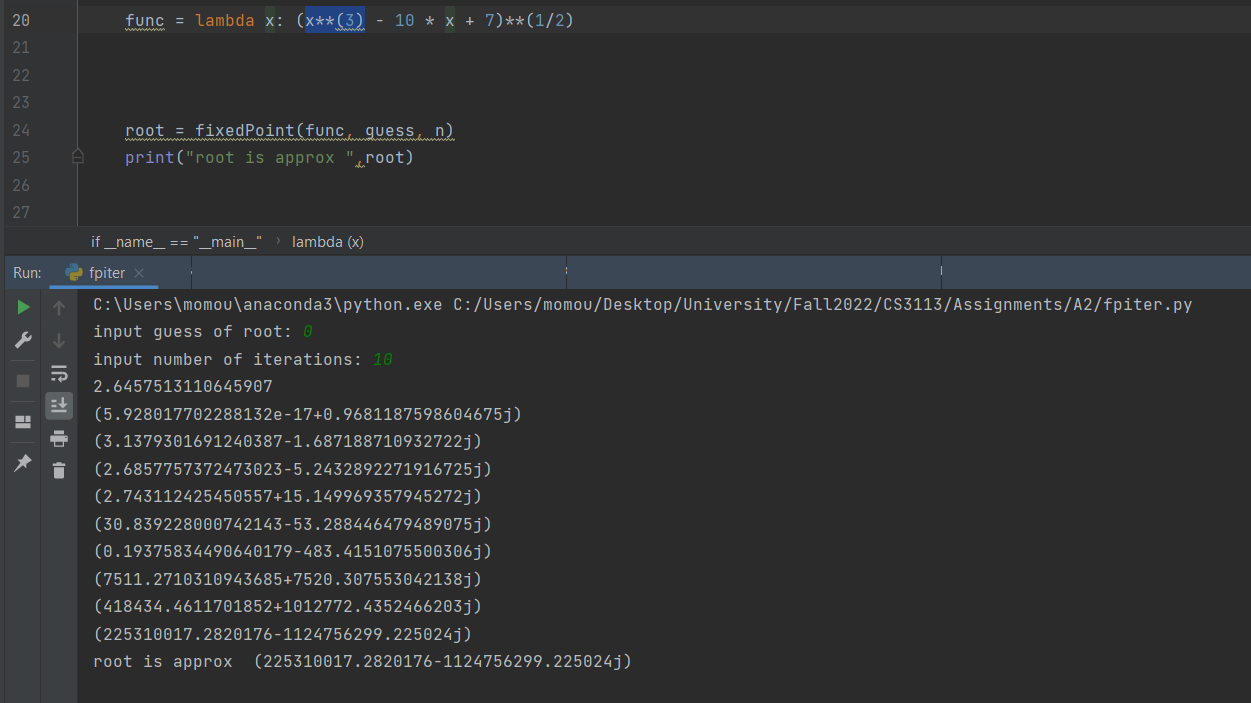 20 func = lambda x: (x**(3) - 10 * x + 7)**(1/2)
21
22
23
24 root = fixedPoint(func, guess, n)
25 print("root is approx ",root)
26
27
if __name__ == "__main__" › lambda (x)
Run: fpiter
C:\Users\momou\anaconda3\python.exe C:/Users/momou/Desktop/University/Fall2022/CS3113/Assignments/A2/fpiter.py
input guess of root: 0
input number of iterations: 10
2.6457513110645907
(5.928017702288132e-17+0.9681187598604675j)
(3.1379301691240387-1.687188710932722j)
(2.6857757372473023-5.2432892271916725j)
(2.743112425450557+15.149969357945272j)
(30.839228000742143-53.288446479489075j)
(0.19375834490640179-483.4151075500306j)
(7511.2710310943685+7520.307553042138j)
(418434.4611701852+1012772.4352466203j)
(225310017.2820176-1124756299.225024j)
root is approx  (225310017.2820176-1124756299.225024j)